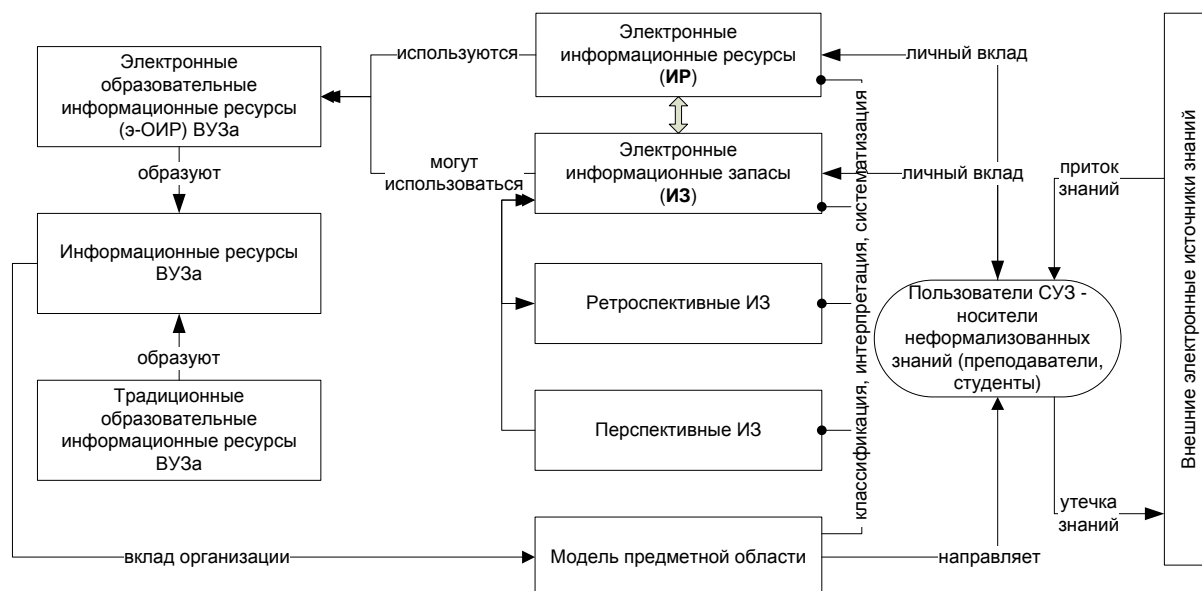 Электронные
образовательные
информационные ресурсы
(э-ОИР) ВУЗа
образуют
Информационные ресурсы
ВУЗа
образуют
Традиционные
образовательные
информационные ресурсы
ВУЗа
вклад организации
используются
могут
использоваться
Электронные
информационные ресурсы
(ИР)
Электронные
информационные запасы
(ИЗ)
Ретроспективные ИЗ
Перспективные ИЗ
Модель предметной области
классификация, интерпретация, систематизация
личный вклад
личный вклад
направляет
Пользователи СУЗ -
носители
неформализованных
знаний (преподаватели,
студенты)
приток
знаний
утечка
знаний
Внешние электронные источники знаний